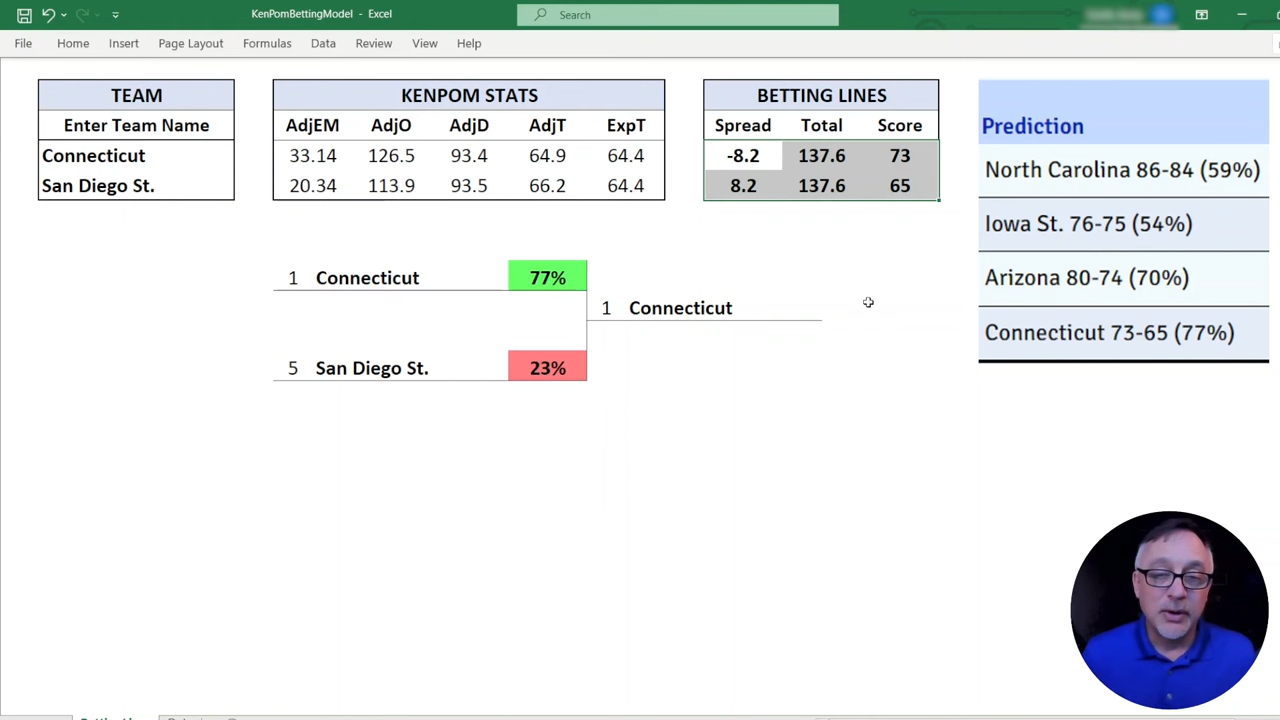 KenPomBettingModel - Excel
Search
File Home Insert Page Layout Formulas Data Review View Help
TEAM
Enter Team Name
Connecticut
San Diego St.
KENPOM STATS
AdjEM AdjO AdjD AdjT ExpT
33.14 126.5 93.4 64.9 64.4
20.34 113.9 93.5 66.2 64.4
BETTING LINES
Spread Total Score
-8.2 137.6 73
8.2 137.6 65
Prediction
North Carolina 86-84 (59%)
Iowa St. 76-75 (54%)
Arizona 80-74 (70%)
Connecticut 73-65 (77%)
1 Connecticut 77%
1 Connecticut
5 San Diego St. 23%